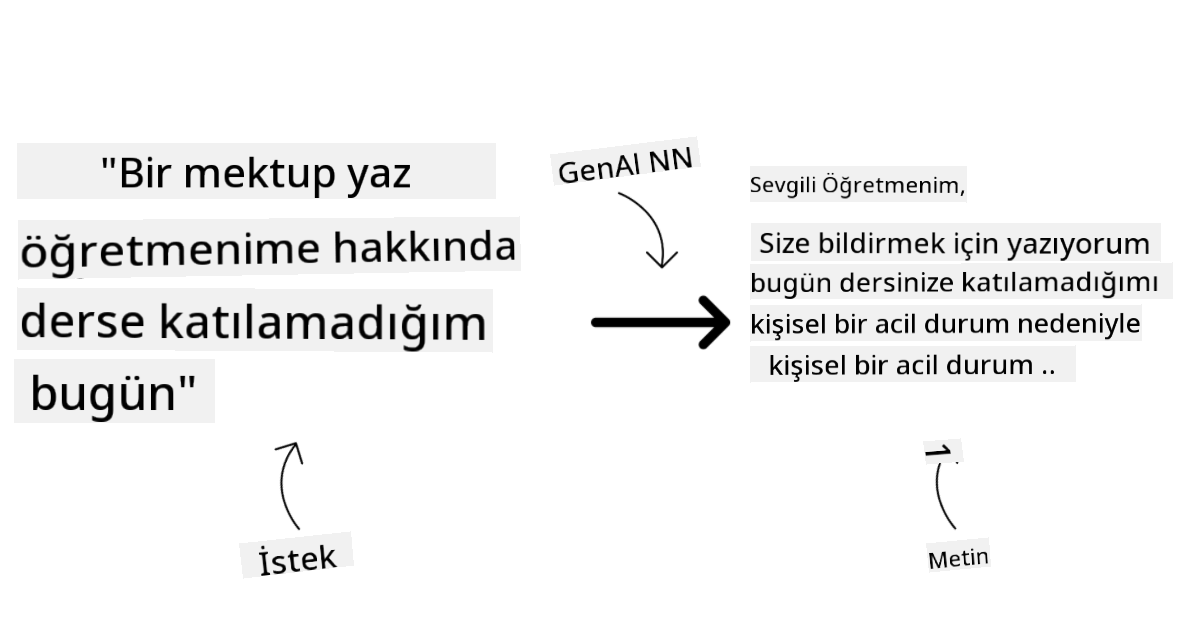 "Bir mektup yaz
öğretmenime hakkında
derse katılamadığım
bugün"
İstek
GenAI NN
Sevgili Öğretmenim,
Size bildirmek için yazıyorum
bugün dersinize katılamadığımı
kişisel bir acil durum nedeniyle
kişisel bir acil durum ..
Metin